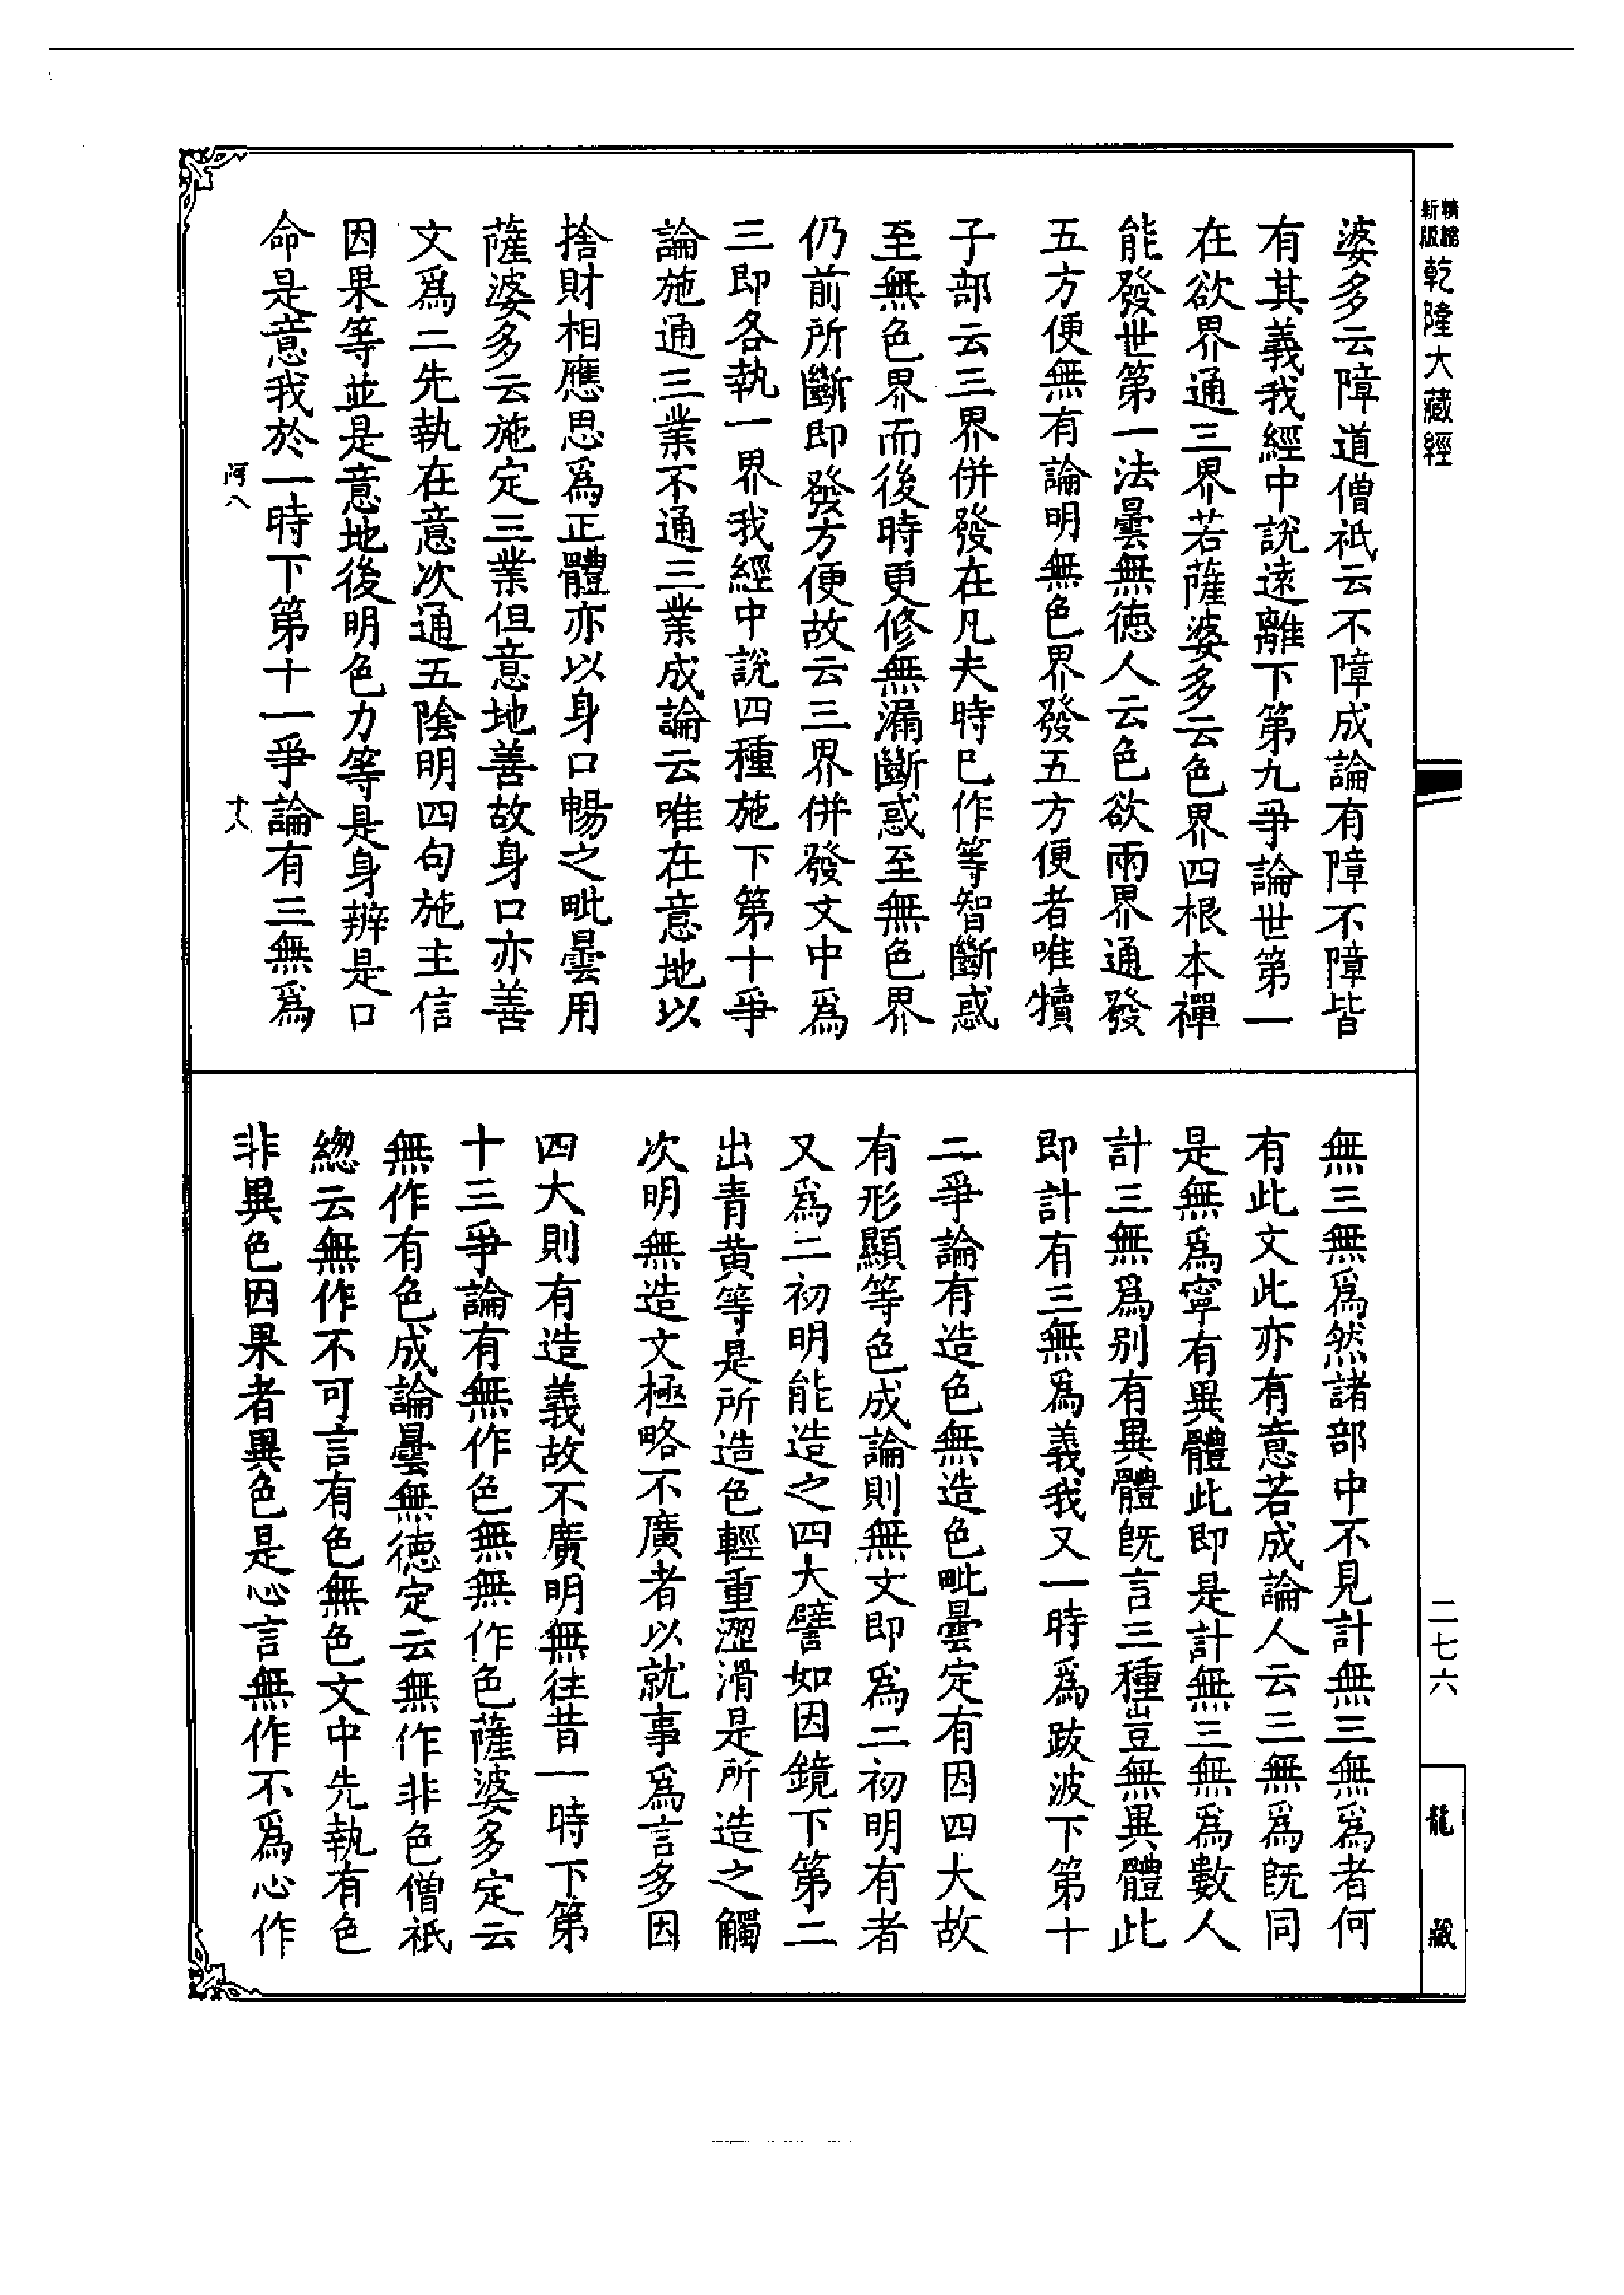 精縮
新版
乾隆大藏經
婆多云障道僧祇云不障成論有障不障皆
有其義我經中說遠離下第九爭論世第一
在欲界通三界若薩婆多云色界四根本禪
能發世第一法曇無德人云色欲兩界通發
五方便無有論明無色界發五方便者唯犢
子部云三界併發在凡夫時已作等智斷惑
至無色界而後時更修無漏斷惑至無色界
仍前所斷即發方便故云三界併發文中為
三即各執一界我經中說四種施下第十爭
論施通三業不通三業成論云唯在意地以
捨財相應思為正體亦以身口暢之毗曇用
薩婆多云施定三業但意地善故身口亦善
文為二先執在意次通五陰明四句施主信
因果等並是意地後明色力等是身辨是口
命是意我於一時下第十一爭論有三無為
阿八
十八
無三無為然諸部中不見計無三無為者何
有此文此亦有意若成論人云三無為既同
是無為寧有異體此即是計無三無為數人
計三無為別有異體既言三種豈無異體此
即計有三無為義我又一時為跋波下第十
二爭論有造色無造色毗曇定有因四大故
有形顯等色成論則無文即為二初明有者
又為二初明能造之四大譬如因鏡下第二
出青黄等是所造色輕重澀滑是所造之觸
次明無造文極略不廣者以就事為言多因
四大則有造義故不廣明無往昔一時下第
十三爭論有無作色無無作色薩婆多定云
無作有色成論曇無德定云無作非色僧祇
總云無作不可言有色無色文中先執有色
非異色因果者異色是心言無作不為心作
二七六
龍藏